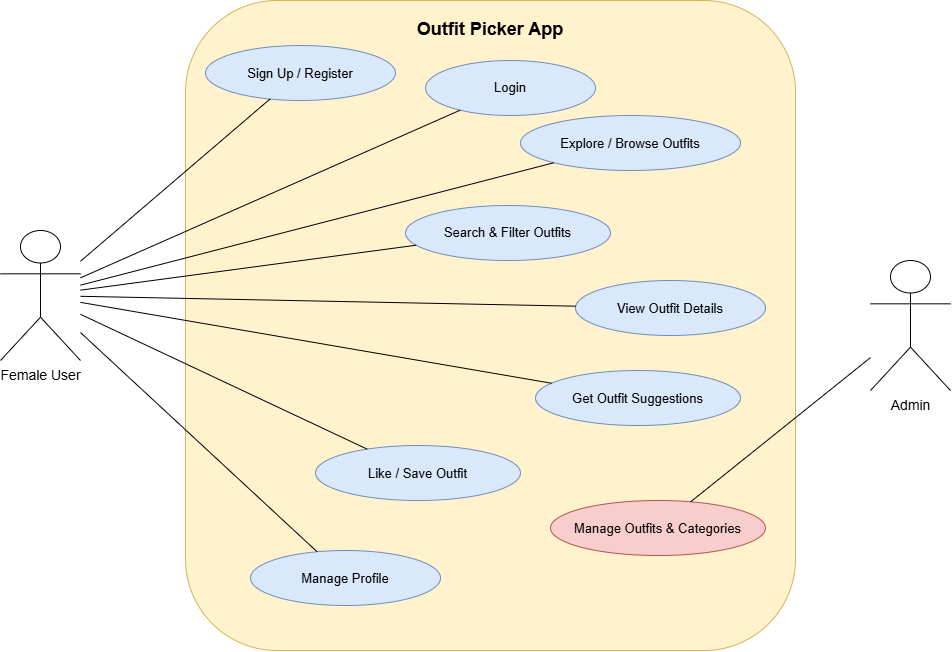 Outfit Picker App
Sign Up / Register
Login
Explore / Browse Outfits
Search & Filter Outfits
View Outfit Details
Female User
Get Outfit Suggestions
Admin
Like / Save Outfit
Manage Outfits & Categories
Manage Profile